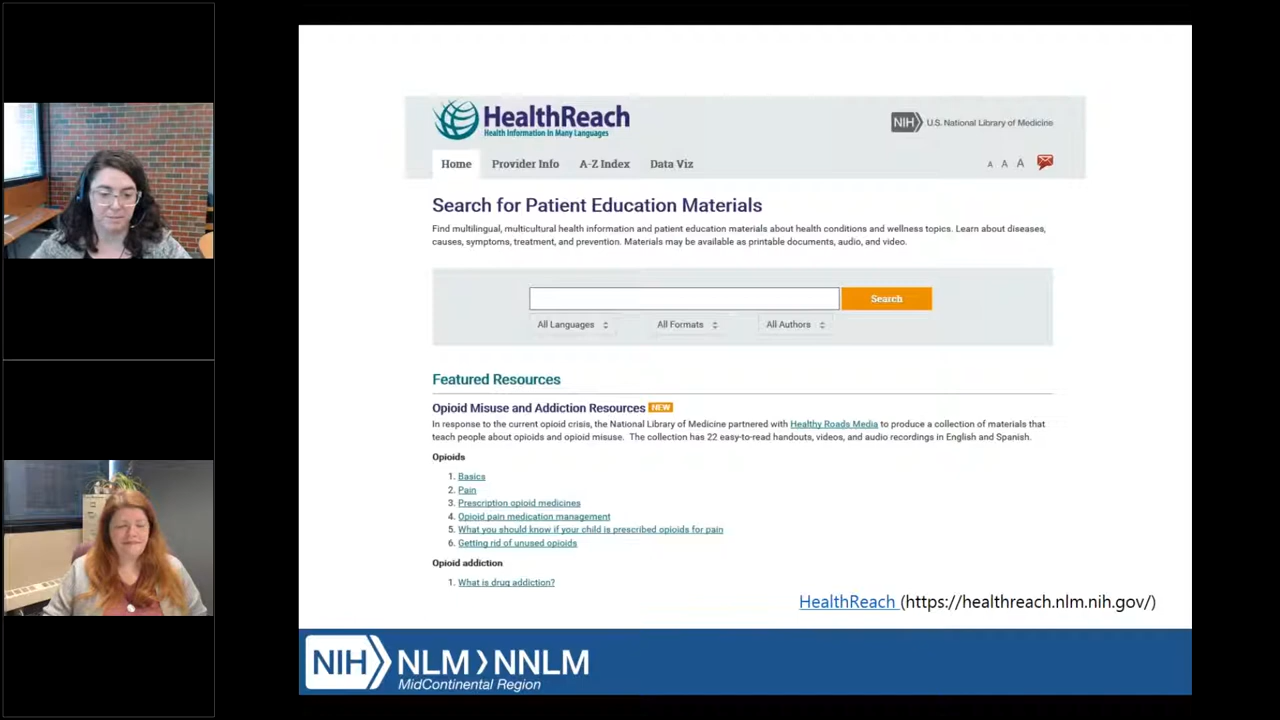 HealthReach
Health Information In Many Languages
NIH U.S. National Library of Medicine
Home Provider Info A-Z Index Data Viz
A A A
Search for Patient Education Materials
Find multilingual, multicultural health information and patient education materials about health conditions and wellness topics. Learn about diseases,
causes, symptoms, treatment, and prevention. Materials may be available as printable documents, audio, and video.
Search
All Languages All Formats All Authors
Featured Resources
Opioid Misuse and Addiction Resources NEW
In response to the current opioid crisis, the National Library of Medicine partnered with Healthy Roads Media to produce a collection of materials that
teach people about opioids and opioid misuse. The collection has 22 easy-to-read handouts, videos, and audio recordings in English and Spanish.
Opioids
1. Basics
2. Pain
3. Prescription opioid medicines
4. Opioid pain medication management
5. What you should know if your child is prescribed opioids for pain
6. Getting rid of unused opioids
Opioid addiction
1. What is drug addiction?
HealthReach (https://healthreach.nlm.nih.gov/)
NIH NLM NNLM
MidContinental Region